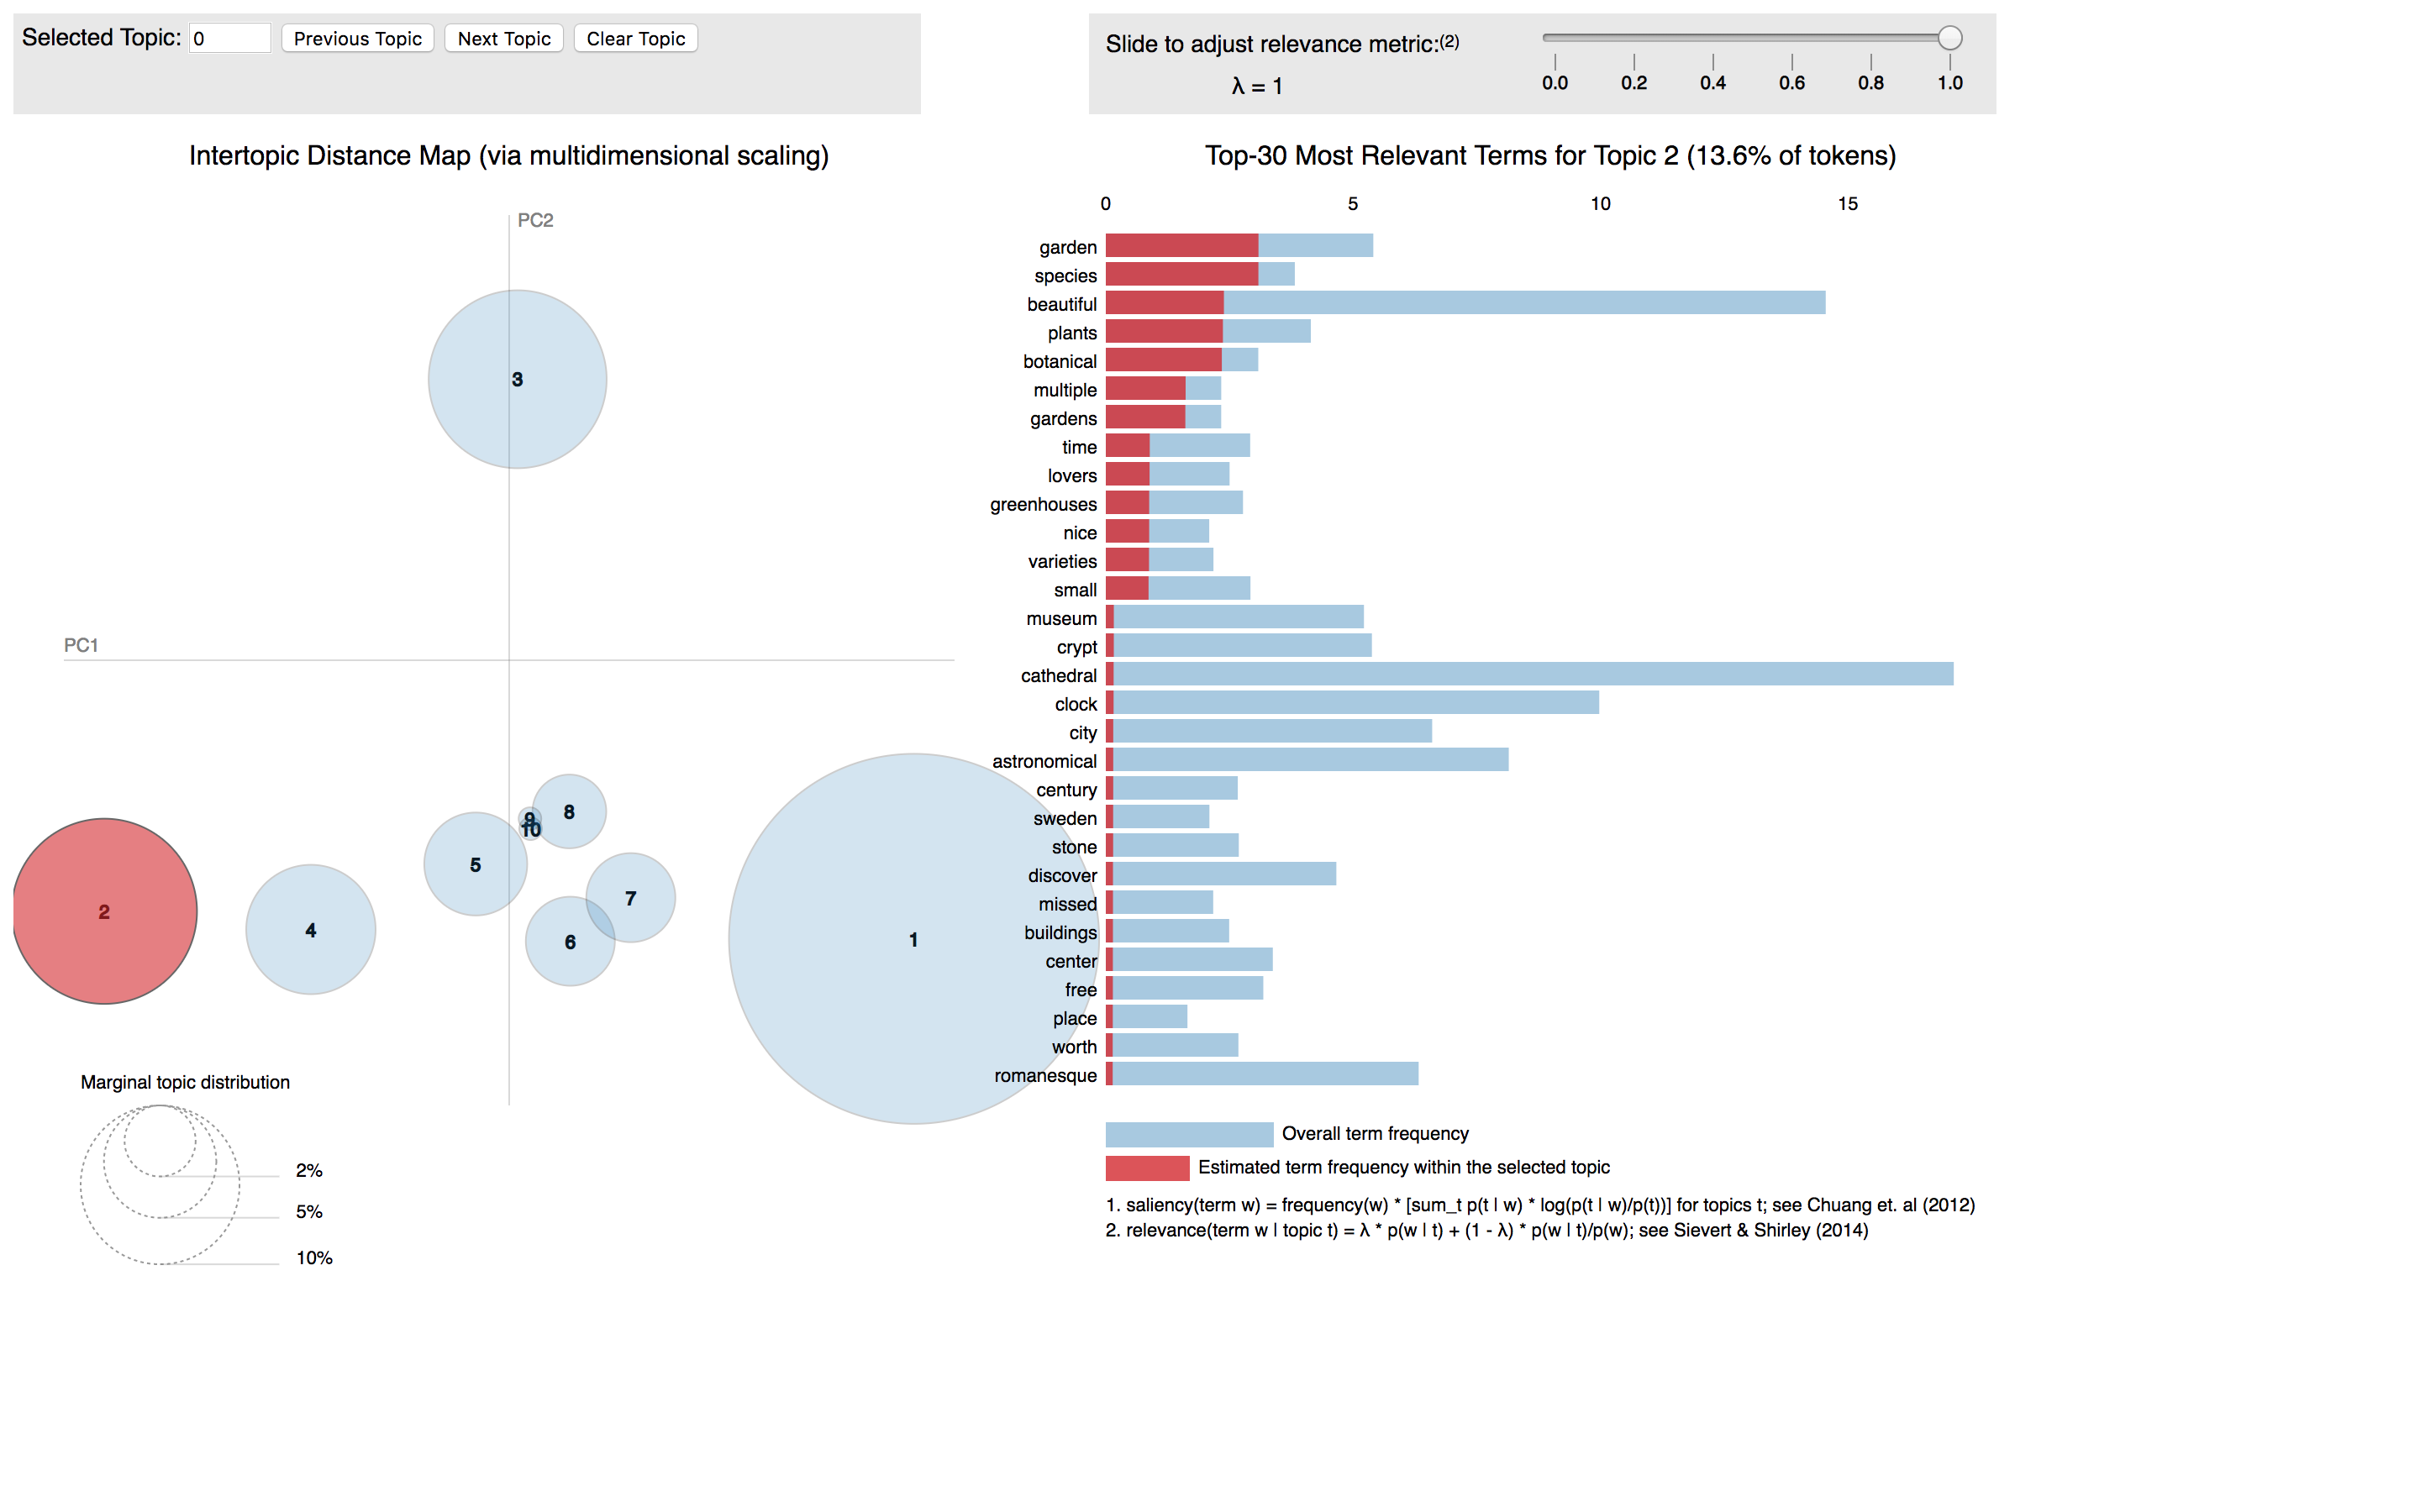 Selected Topic: 0 Previous Topic Next Topic Clear Topic
Slide to adjust relevance metric:(2)
λ = 1
0.0 0.2 0.4 0.6 0.8 1.0
Intertopic Distance Map (via multidimensional scaling)
PC2
PC1
3
8
9
10
5
7
2
4
6
1
Marginal topic distribution
2%
5%
10%
Top-30 Most Relevant Terms for Topic 2 (13.6% of tokens)
0 5 10 15
garden
species
beautiful
plants
botanical
multiple
gardens
time
lovers
greenhouses
nice
varieties
small
museum
crypt
cathedral
clock
city
astronomical
century
sweden
stone
discover
missed
buildings
center
free
place
worth
romanesque
Overall term frequency
Estimated term frequency within the selected topic
1. saliency(term w) = frequency(w) * [sum_t p(t | w) * log(p(t | w)/p(t))] for topics t; see Chuang et. al (2012)
2. relevance(term w | topic t) = λ * p(w | t) + (1 - λ) * p(w | t)/p(w); see Sievert & Shirley (2014)